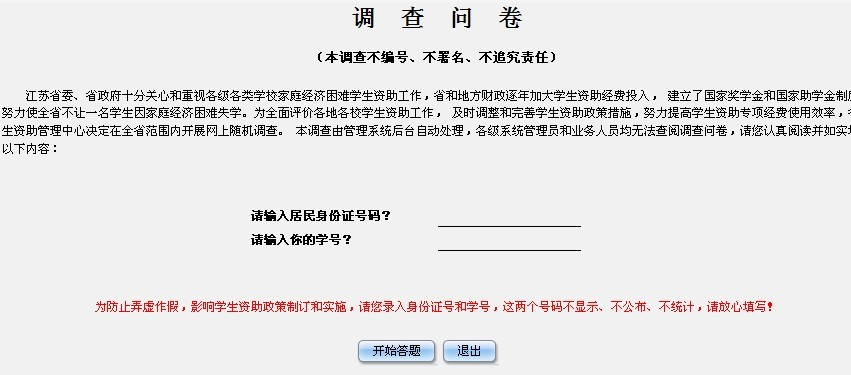 调 查 问 卷
（本调查不编号、不署名、不追究责任）
江苏省委、省政府十分关心和重视各级各类学校家庭经济困难学生资助工作，省和地方财政逐年加大学生资助经费投入， 建立了国家奖学金和国家助学金制度
努力使全省不让一名学生因家庭经济困难失学。为全面评价各地各校学生资助工作， 及时调整和完善学生资助政策措施，努力提高学生资助专项经费使用效率，
生资助管理中心决定在全省范围内开展网上随机调查。 本调查由管理系统后台自动处理，各级系统管理员和业务人员均无法查阅调查问卷，请您认真阅读并如实
以下内容：
请输入居民身份证号码？
请输入你的学号？
为防止弄虚作假，影响学生资助政策制订和实施，请您录入身份证号和学号，这两个号码不显示、不公布、不统计，请放心填写！
开始答题 退出